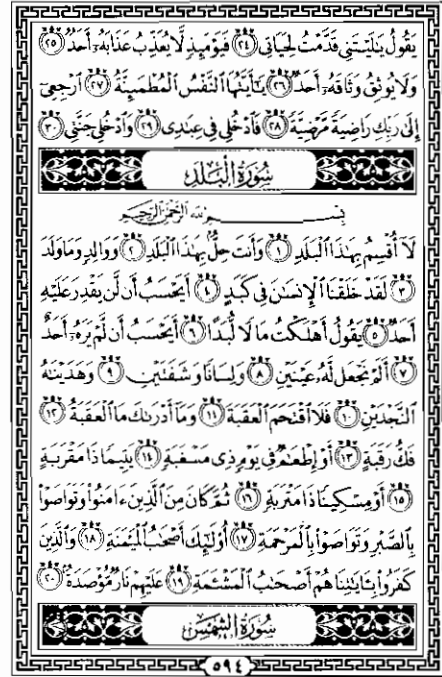 يَقُولُ يَٰلَيْتَنِي قَدَّمْتُ لِحَيَاتِي ٢٤ فَيَوْمَئِذٍ لَّا يُعَذِّبُ عَذَابَهُۥٓ أَحَدٌ ٢٥
وَلَا يُوثِقُ وَثَاقَهُۥٓ أَحَدٌ ٢٦ يَٰٓأَيَّتُهَا ٱلنَّفْسُ ٱلْمُطْمَئِنَّةُ ٢٧ ٱرْجِعِىٓ
إِلَىٰ رَبِّكِ رَاضِيَةً مَّرْضِيَّةً ٢٨ فَٱدْخُلِى فِى عِبَٰدِى ٢٩ وَٱدْخُلِى جَنَّتِى ٣٠
سُورَةُ الْبَلَدِ
بِسْمِ ٱللَّهِ ٱلرَّحْمَٰنِ ٱلرَّحِيمِ
لَآ أُقْسِمُ بِهَٰذَا ٱلْبَلَدِ ١ وَأَنتَ حِلٌّۢ بِهَٰذَا ٱلْبَلَدِ ٢ وَوَالِدٍ وَمَا وَلَدَ
٣ لَقَدْ خَلَقْنَا ٱلْإِنسَٰنَ فِى كَبَدٍ ٤ أَيَحْسَبُ أَن لَّن يَقْدِرَ عَلَيْهِ
أَحَدٌ ٥ يَقُولُ أَهْلَكْتُ مَالًا لُّبَدًا ٦ أَيَحْسَبُ أَن لَّمْ يَرَهُۥٓ أَحَدٌ
٧ أَلَمْ نَجْعَل لَّهُۥ عَيْنَيْنِ ٨ وَلِسَانًا وَشَفَتَيْنِ ٩ وَهَدَيْنَٰهُ
ٱلنَّجْدَيْنِ ١٠ فَلَا ٱقْتَحَمَ ٱلْعَقَبَةَ ١١ وَمَآ أَدْرَىٰكَ مَا ٱلْعَقَبَةُ ١٢
فَكُّ رَقَبَةٍ ١٣ أَوْ إِطْعَٰمٌ فِى يَوْمٍ ذِى مَسْغَبَةٍ ١٤ يَتِيمًا ذَا مَقْرَبَةٍ
١٥ أَوْ مِسْكِينًا ذَا مَتْرَبَةٍ ١٦ ثُمَّ كَانَ مِنَ ٱلَّذِينَ ءَامَنُوا۟ وَتَوَاصَوْا۟
بِٱلصَّبْرِ وَتَوَاصَوْا۟ بِٱلْمَرْحَمَةِ ١٧ أُو۟لَٰٓئِكَ أَصْحَٰبُ ٱلْمَيْمَنَةِ ١٨ وَٱلَّذِينَ
كَفَرُوا۟ بِـَٔايَٰتِنَا هُمْ أَصْحَٰبُ ٱلْمَشْـَٔمَةِ ١٩ عَلَيْهِمْ نَارٌ مُّؤْصَدَةٌۢ ٢٠
سُورَةُ الشَّمْسِ
٥٩٤